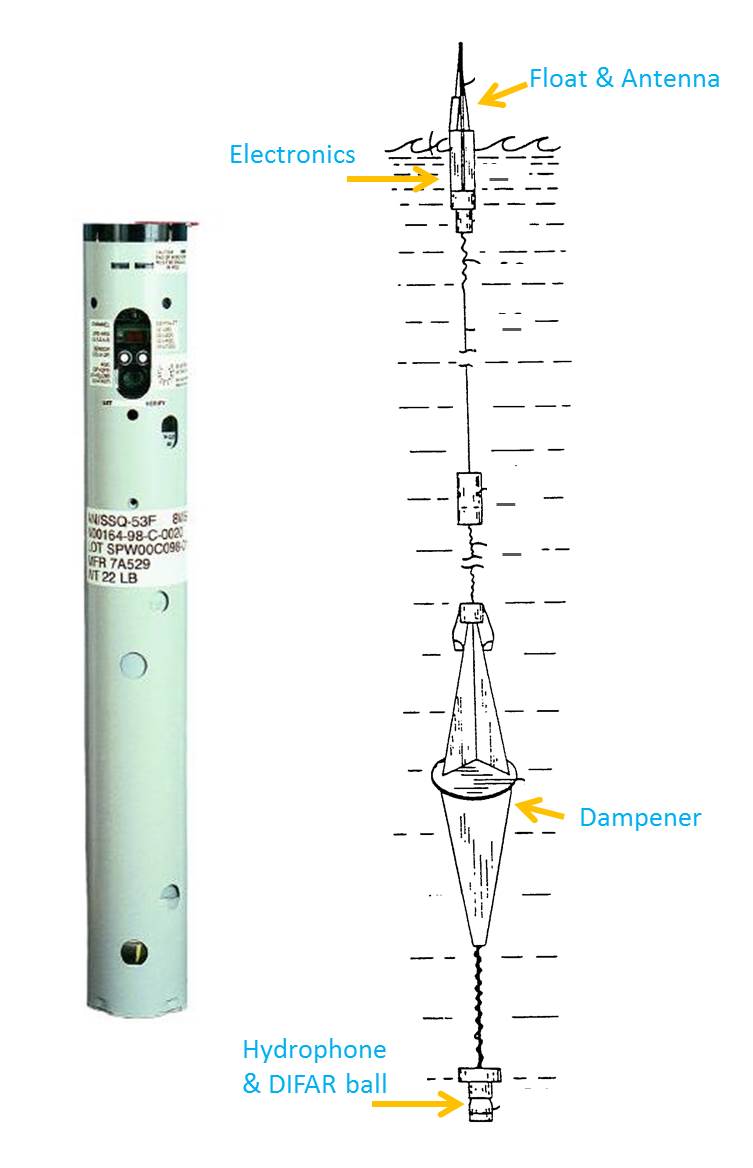 Float & Antenna
Electronics
SET VERIFY
AN/SSQ-53F
N00164-98-C-0020
LOT SPW00C098-0
MFR 7A529
WT 22 LB
Dampener
Hydrophone
& DIFAR ball